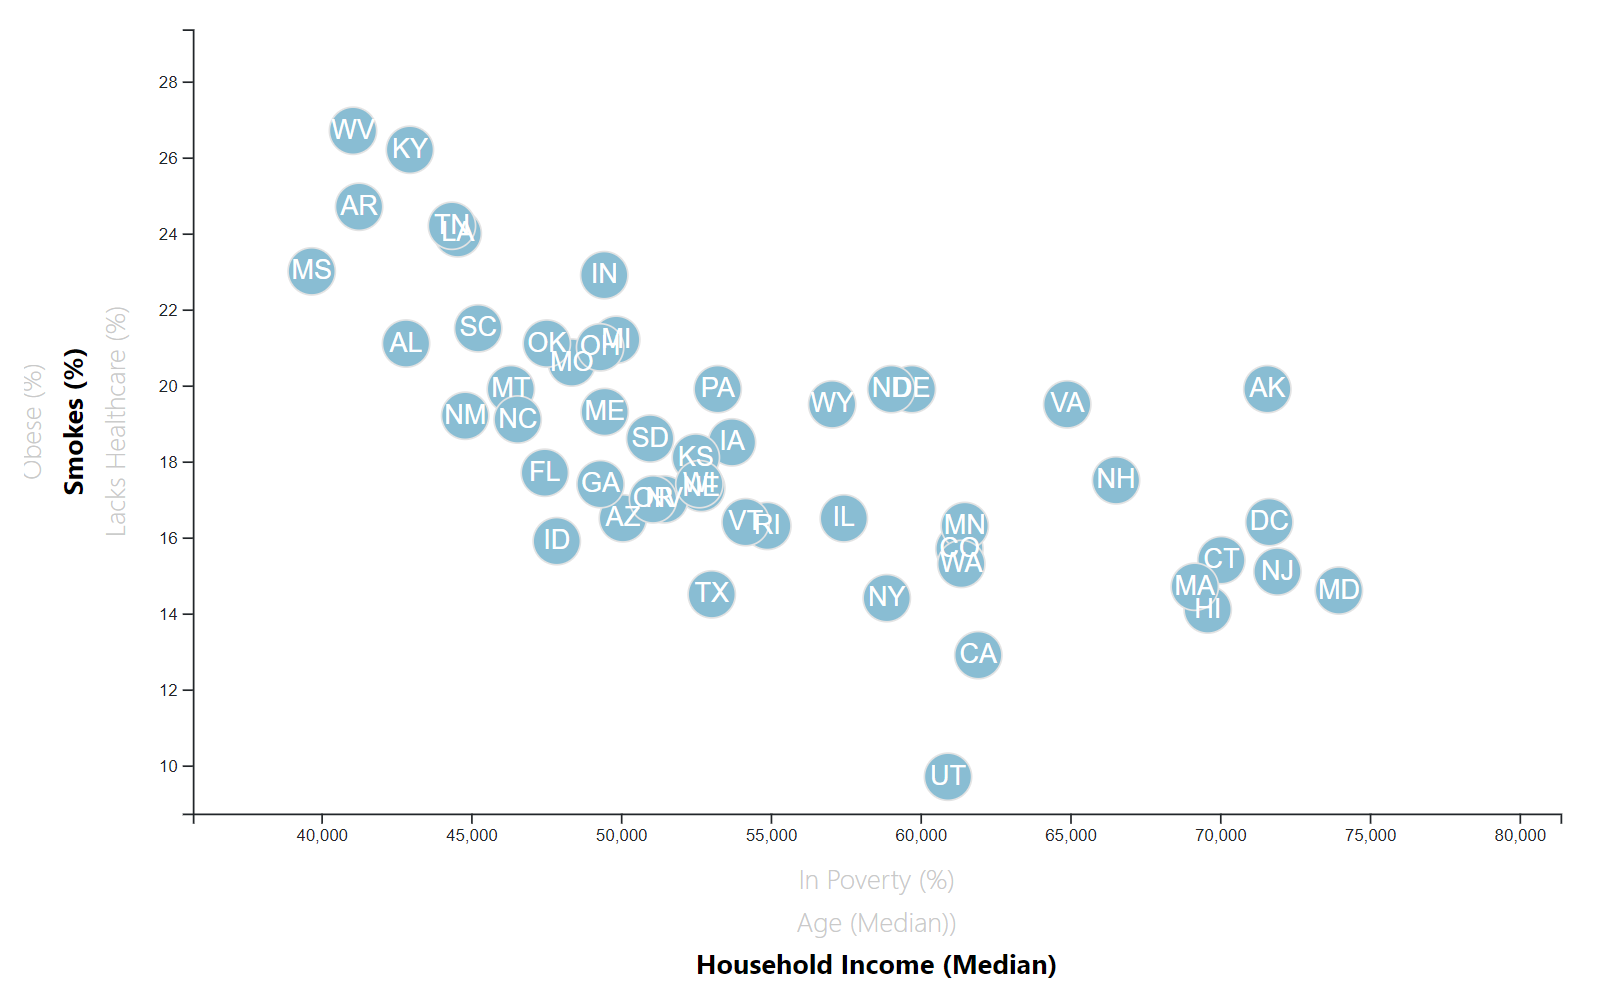 28
26
24
22
20
18
16
14
12
10
Obese (%)
Smokes (%)
Lacks Healthcare (%)
WV
KY
AR
TN
LA
MS
IN
SC
AL
OK
OH
MI
MO
MT
PA
ND
DE
AK
WY
VA
NM
NC
ME
SD
IA
KS
FL
GA
WI
NE
NH
OR
NV
AZ
VT
RI
IL
MN
DC
ID
CO
WA
CT
NJ
MA
MD
HI
TX
NY
CA
UT
40,000
45,000
50,000
55,000
60,000
65,000
70,000
75,000
80,000
In Poverty (%)
Age (Median))
Household Income (Median)